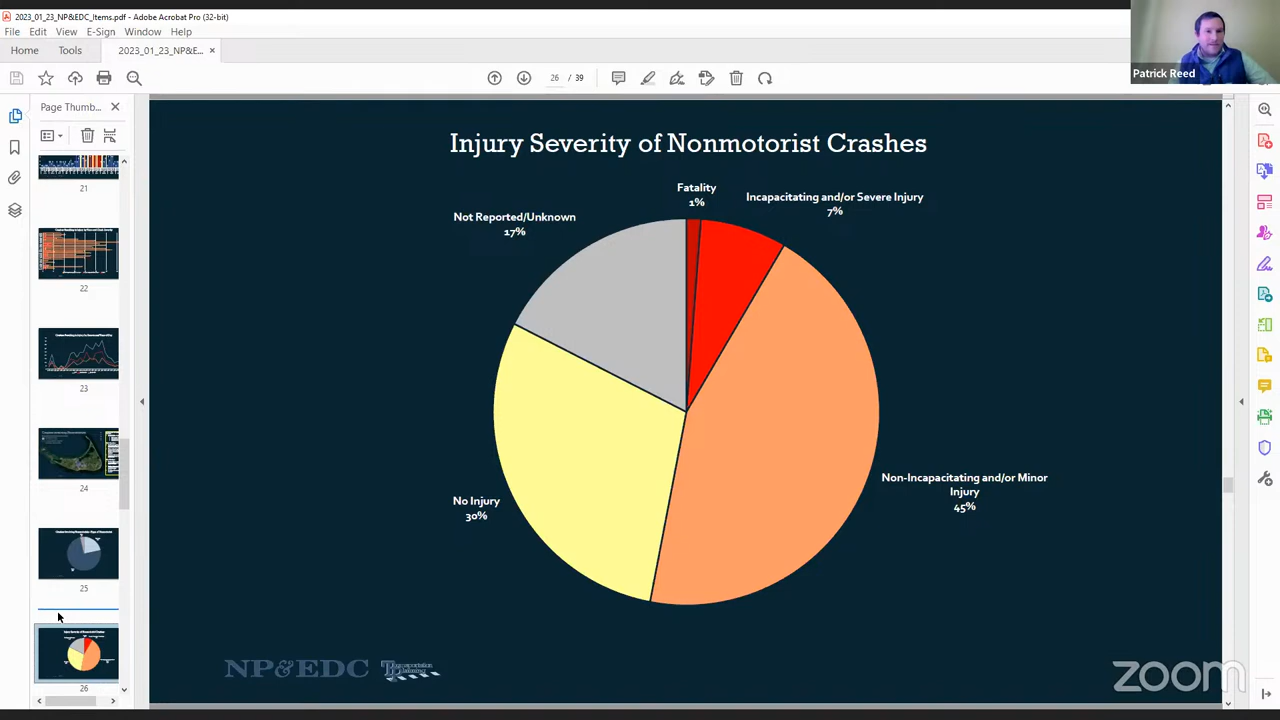 2023_01_23_NP&EDC_Items.pdf - Adobe Acrobat Pro (32-bit)
File Edit View E-Sign Window Help
Home Tools 2023_01_23_NP&E... ×
26 / 39
Patrick Reed
Page Thumb...
21
22
23
24
25
26
Injury Severity of Nonmotorist Crashes
Fatality
1%
Incapacitating and/or Severe Injury
7%
Not Reported/Unknown
17%
No Injury
30%
Non-Incapacitating and/or Minor
Injury
45%
NP&EDC
zoom